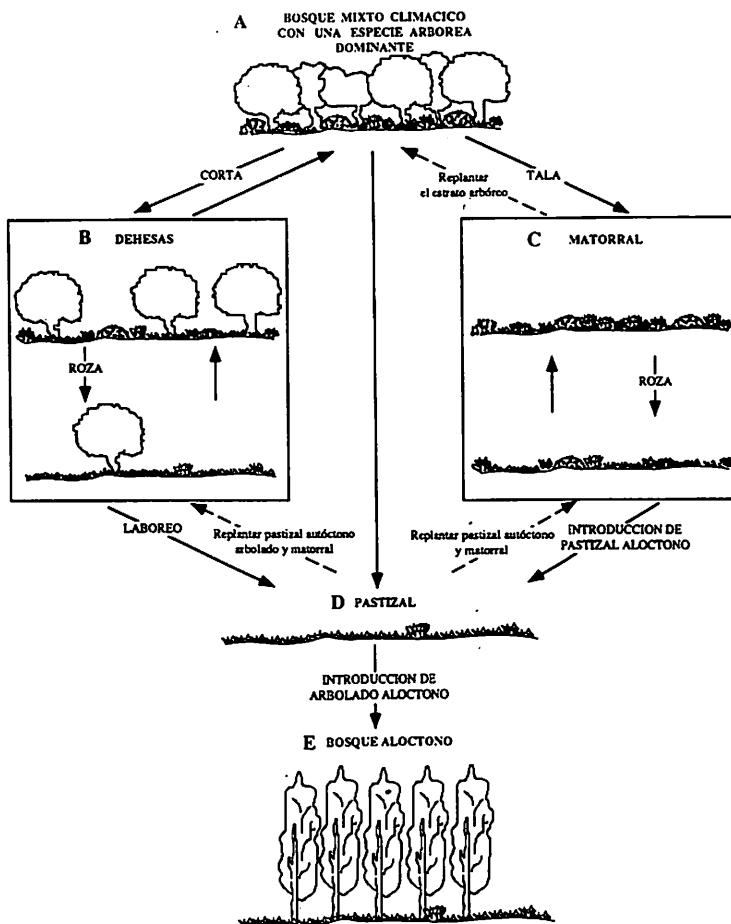 A BOSQUE MIXTO CLIMACICO
CON UNA ESPECIE ARBOREA
DOMINANTE
CORTA
Replantar
el estrato arbóreo
TALA
B DEHESAS
C MATORRAL
ROZA
ROZA
LABOREO
Replantar pastizal autóctono
arbolado y matorral
Replantar pastizal autóctono
y matorral
INTRODUCCION DE
PASTIZAL ALOCTONO
D PASTIZAL
INTRODUCCION DE
ARBOLADO ALOCTONO
E BOSQUE ALOCTONO